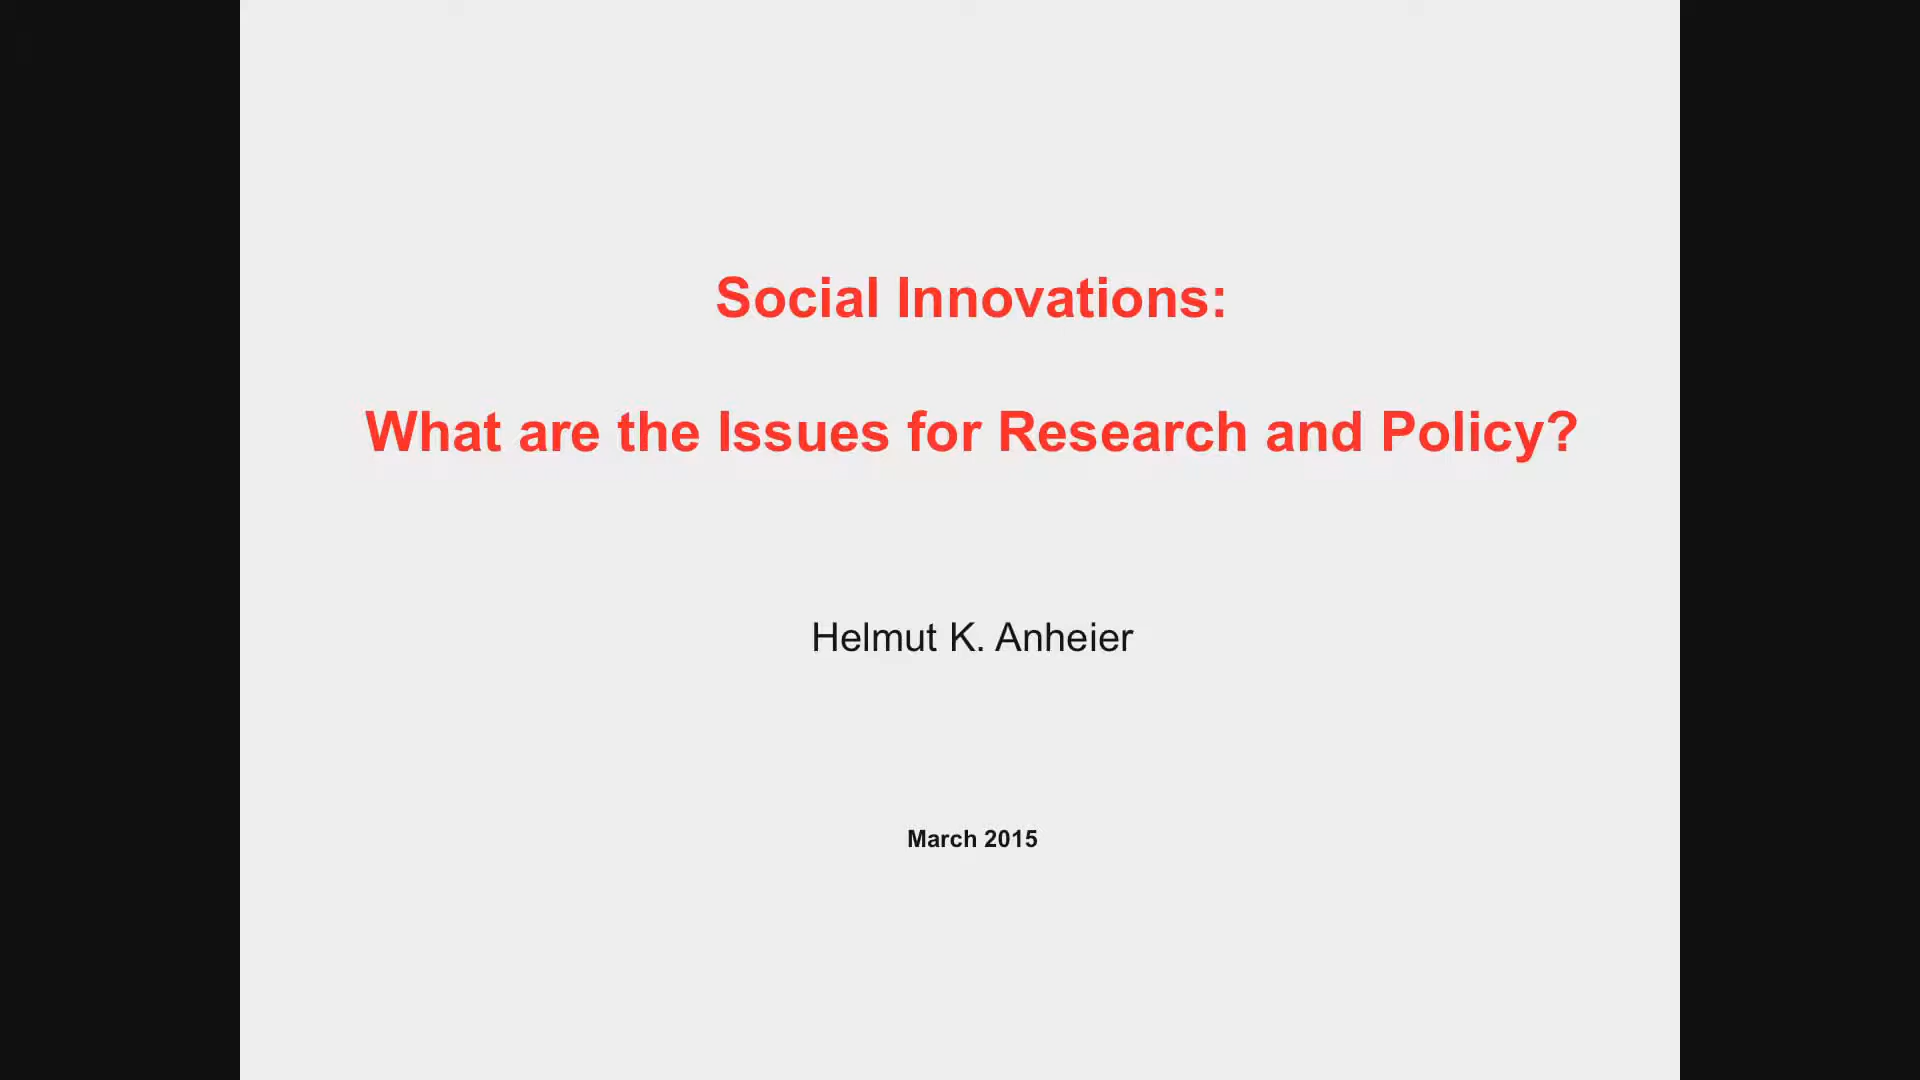 Social Innovations:
What are the Issues for Research and Policy?
Helmut K. Anheier
March 2015